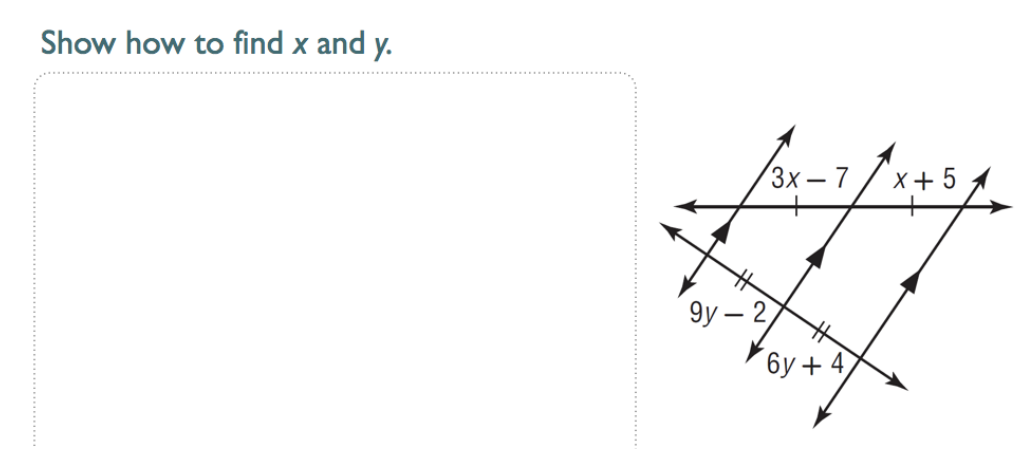 Show how to find x and y.
3x – 7
x + 5
9y – 2
6y + 4